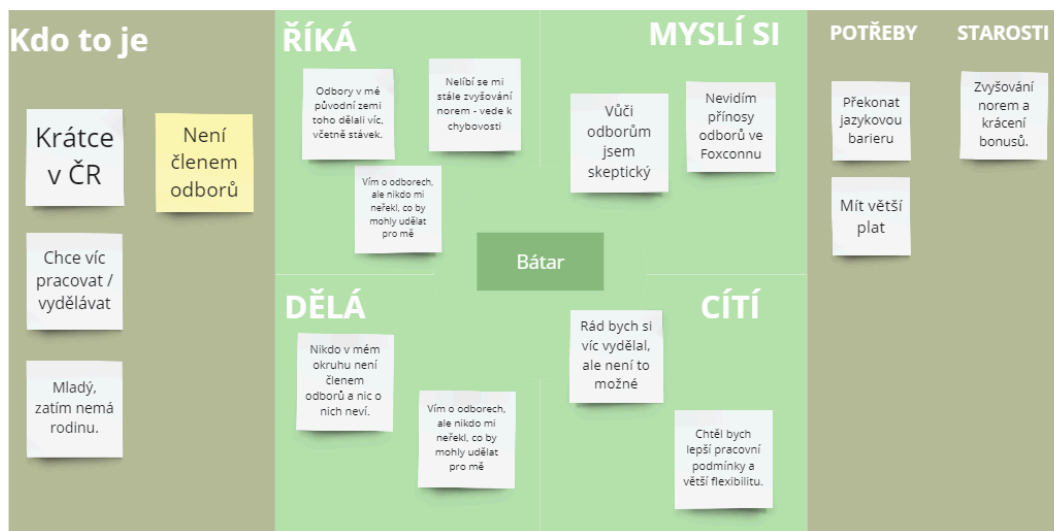 Kdo to je
Krátce
v ČR
Není
členem
odborů
Chce víc
pracovat /
vydělávat
Mladý,
zatím nemá
rodinu.
ŘÍKÁ
Odbory v mé
původní zemi
toho dělali víc,
včetně stávek.
Nelíbí se mi
stále zvyšování
norem - vede k
chybovosti
Vím o odborech,
ale nikdo mi
neřekl, co by
mohly udělat
pro mě
MYSLÍ SI
Vůči
odborům
jsem
skeptický
Nevidím
přínosy
odborů ve
Foxconnu
Bátar
DĚLÁ
Nikdo v mém
okruhu není
členem
odborů a nic o
nich neví.
Vím o odborech,
ale nikdo mi
neřekl, co by
mohly udělat
pro mě
CÍTÍ
Rád bych si
víc vydělal,
ale není to
možné
Chtěl bych
lepší pracovní
podmínky a
větší flexibilitu.
POTŘEBY
Překonat
jazykovou
barieru
Mít větší
plat
STAROSTI
Zvyšování
norem a
krácení
bonusů.